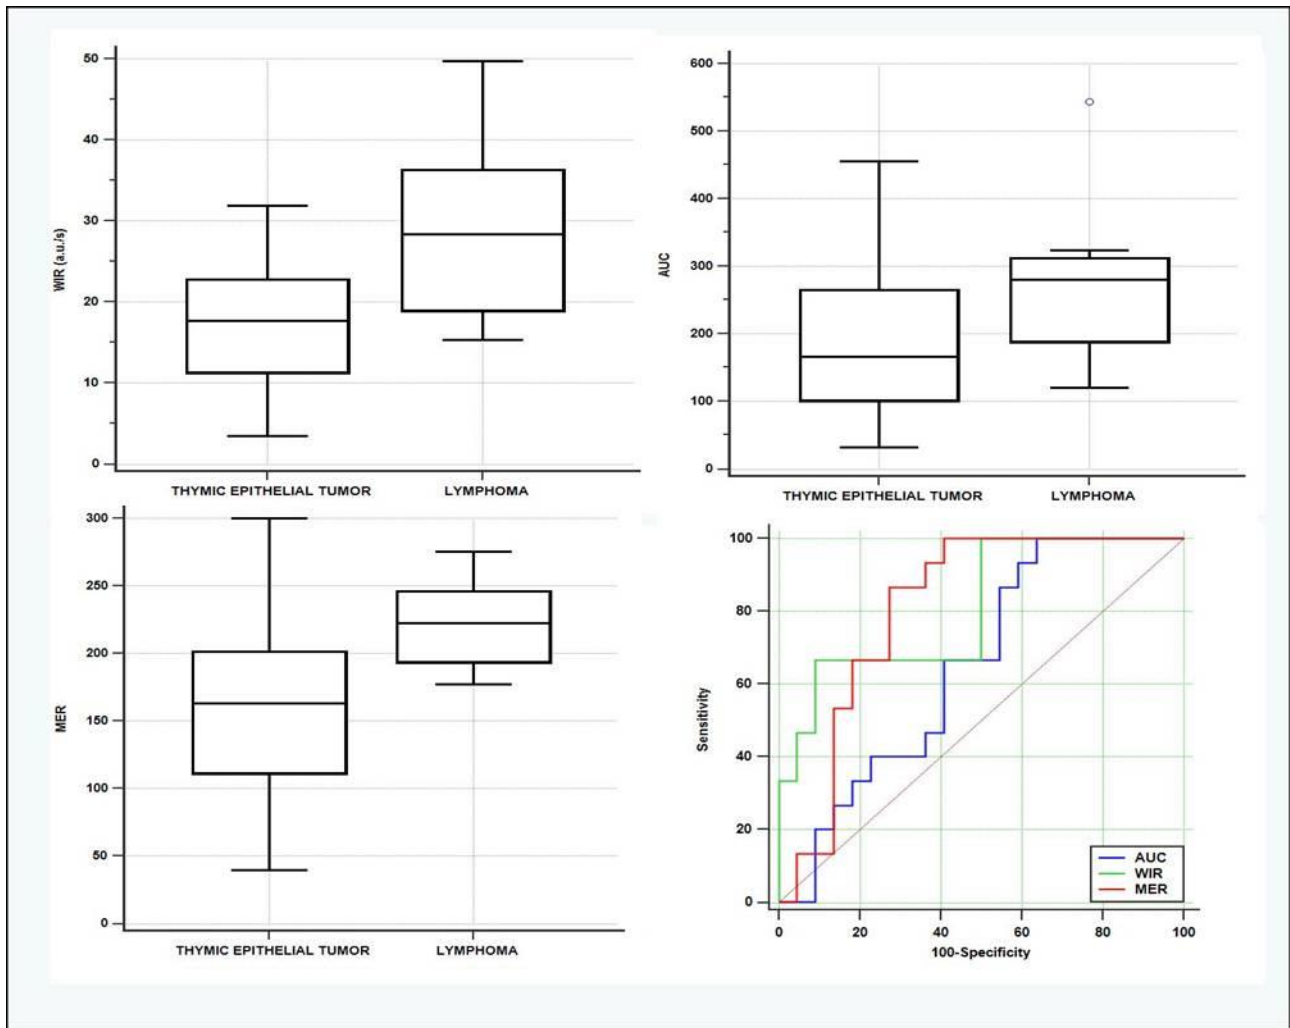 50
40
30
20
10
0
WIR (a.u./s)
THYMIC EPITHELIAL TUMOR LYMPHOMA
600
500
400
300
200
100
0
AUC
THYMIC EPITHELIAL TUMOR LYMPHOMA
300
250
200
150
100
50
0
MER
THYMIC EPITHELIAL TUMOR LYMPHOMA
100
80
60
40
20
0
Sensitivity
AUC
WIR
MER
0 20 40 60 80 100
100-Specificity